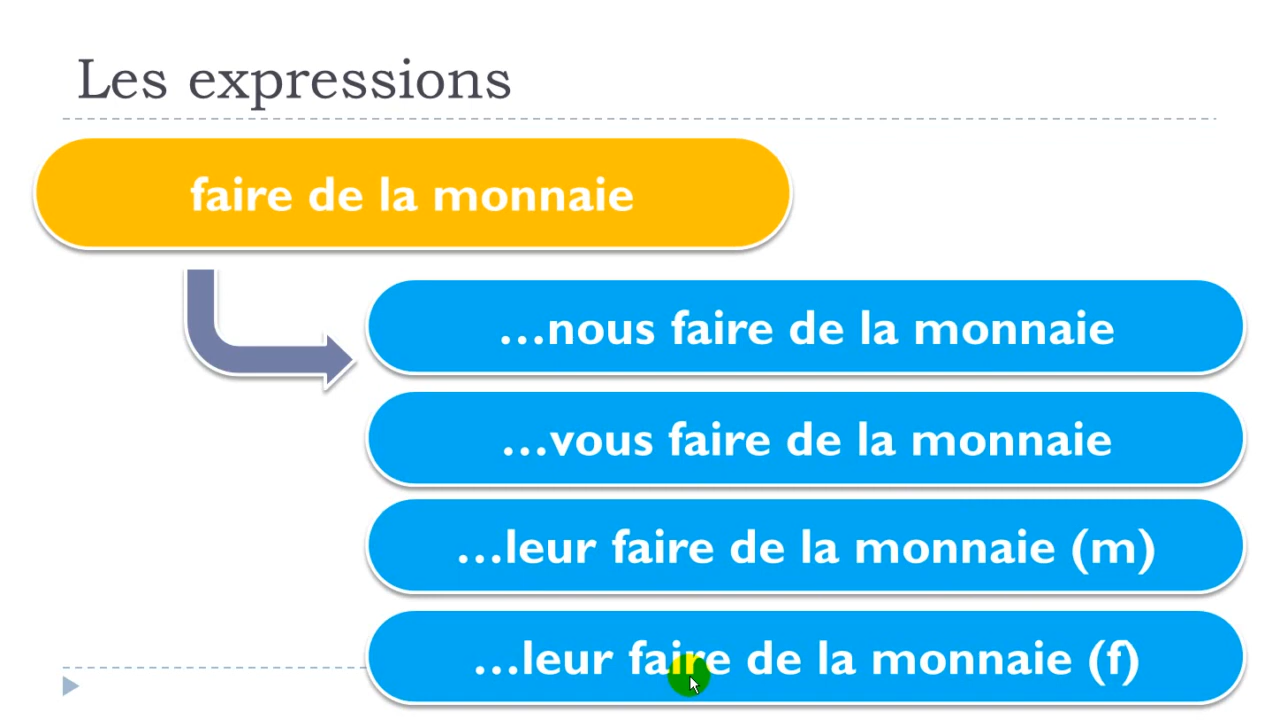 Les expressions
faire de la monnaie
…nous faire de la monnaie
…vous faire de la monnaie
…leur faire de la monnaie (m)
…leur faire de la monnaie (f)